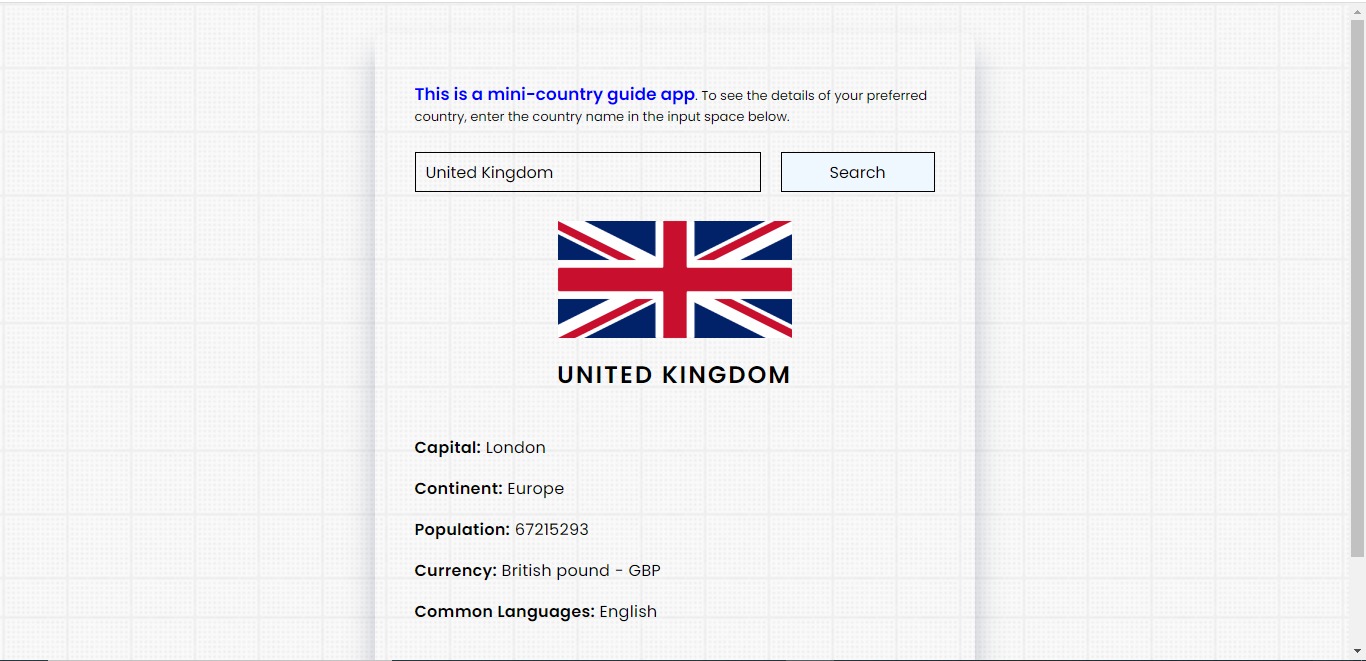 This is a mini-country guide app. To see the details of your preferred
country, enter the country name in the input space below.
United Kingdom
Search
UNITED KINGDOM
Capital: London
Continent: Europe
Population: 67215293
Currency: British pound - GBP
Common Languages: English